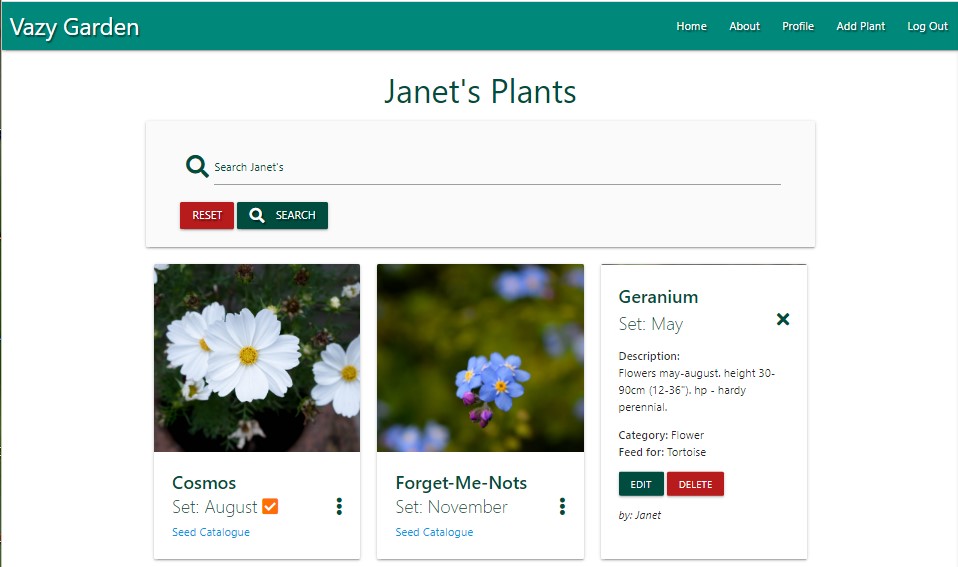 Vazy Garden
Home About Profile Add Plant Log Out
Janet's Plants
Search Janet's
RESET SEARCH
Cosmos
Set: August
Seed Catalogue
Forget-Me-Nots
Set: November
Seed Catalogue
Geranium
Set: May
Description:
Flowers may-august. height 30-
90cm (12-36"). hp - hardy
perennial.
Category: Flower
Feed for: Tortoise
EDIT DELETE
by: Janet